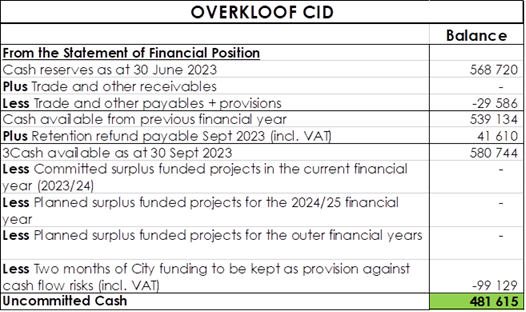 OVERKLOOF CID
Balance
From the Statement of Financial Position
Cash reserves as at 30 June 2023 568 720
Plus Trade and other receivables -
Less Trade and other payables + provisions -29 586
Cash available from previous financial year 539 134
Plus Retention refund payable Sept 2023 (incl. VAT) 41 610
3Cash available as at 30 Sept 2023 580 744
Less Committed surplus funded projects in the current financial
year (2023/24) -
Less Planned surplus funded projects for the 2024/25 financial
year -
Less Planned surplus funded projects for the outer financial years -
Less Two months of City funding to be kept as provision against
cash flow risks (incl. VAT) -99 129
Uncommitted Cash 481 615